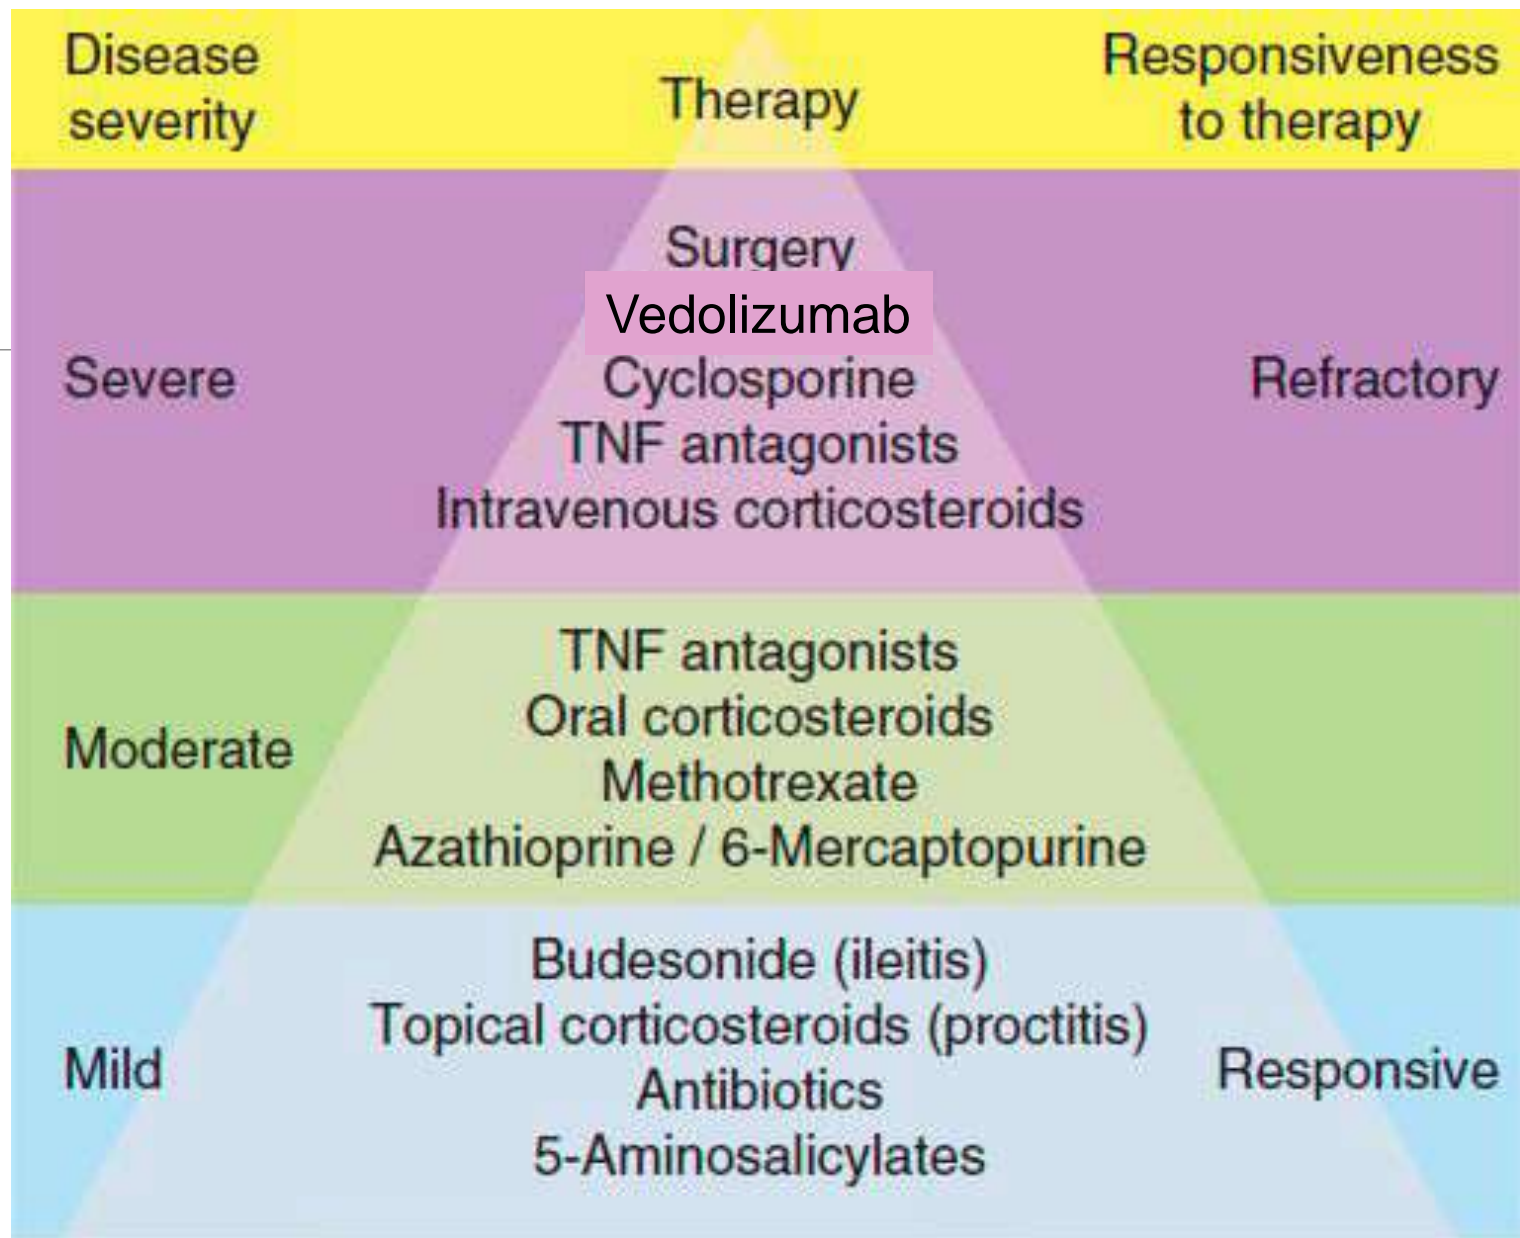 Disease
severity
Therapy
Responsiveness
to therapy
Surgery
Vedolizumab
Severe
Cyclosporine
Refractory
TNF antagonists
Intravenous corticosteroids
TNF antagonists
Oral corticosteroids
Moderate
Methotrexate
Azathioprine / 6-Mercaptopurine
Budesonide (ileitis)
Topical corticosteroids (proctitis)
Mild
Responsive
Antibiotics
5-Aminosalicylates